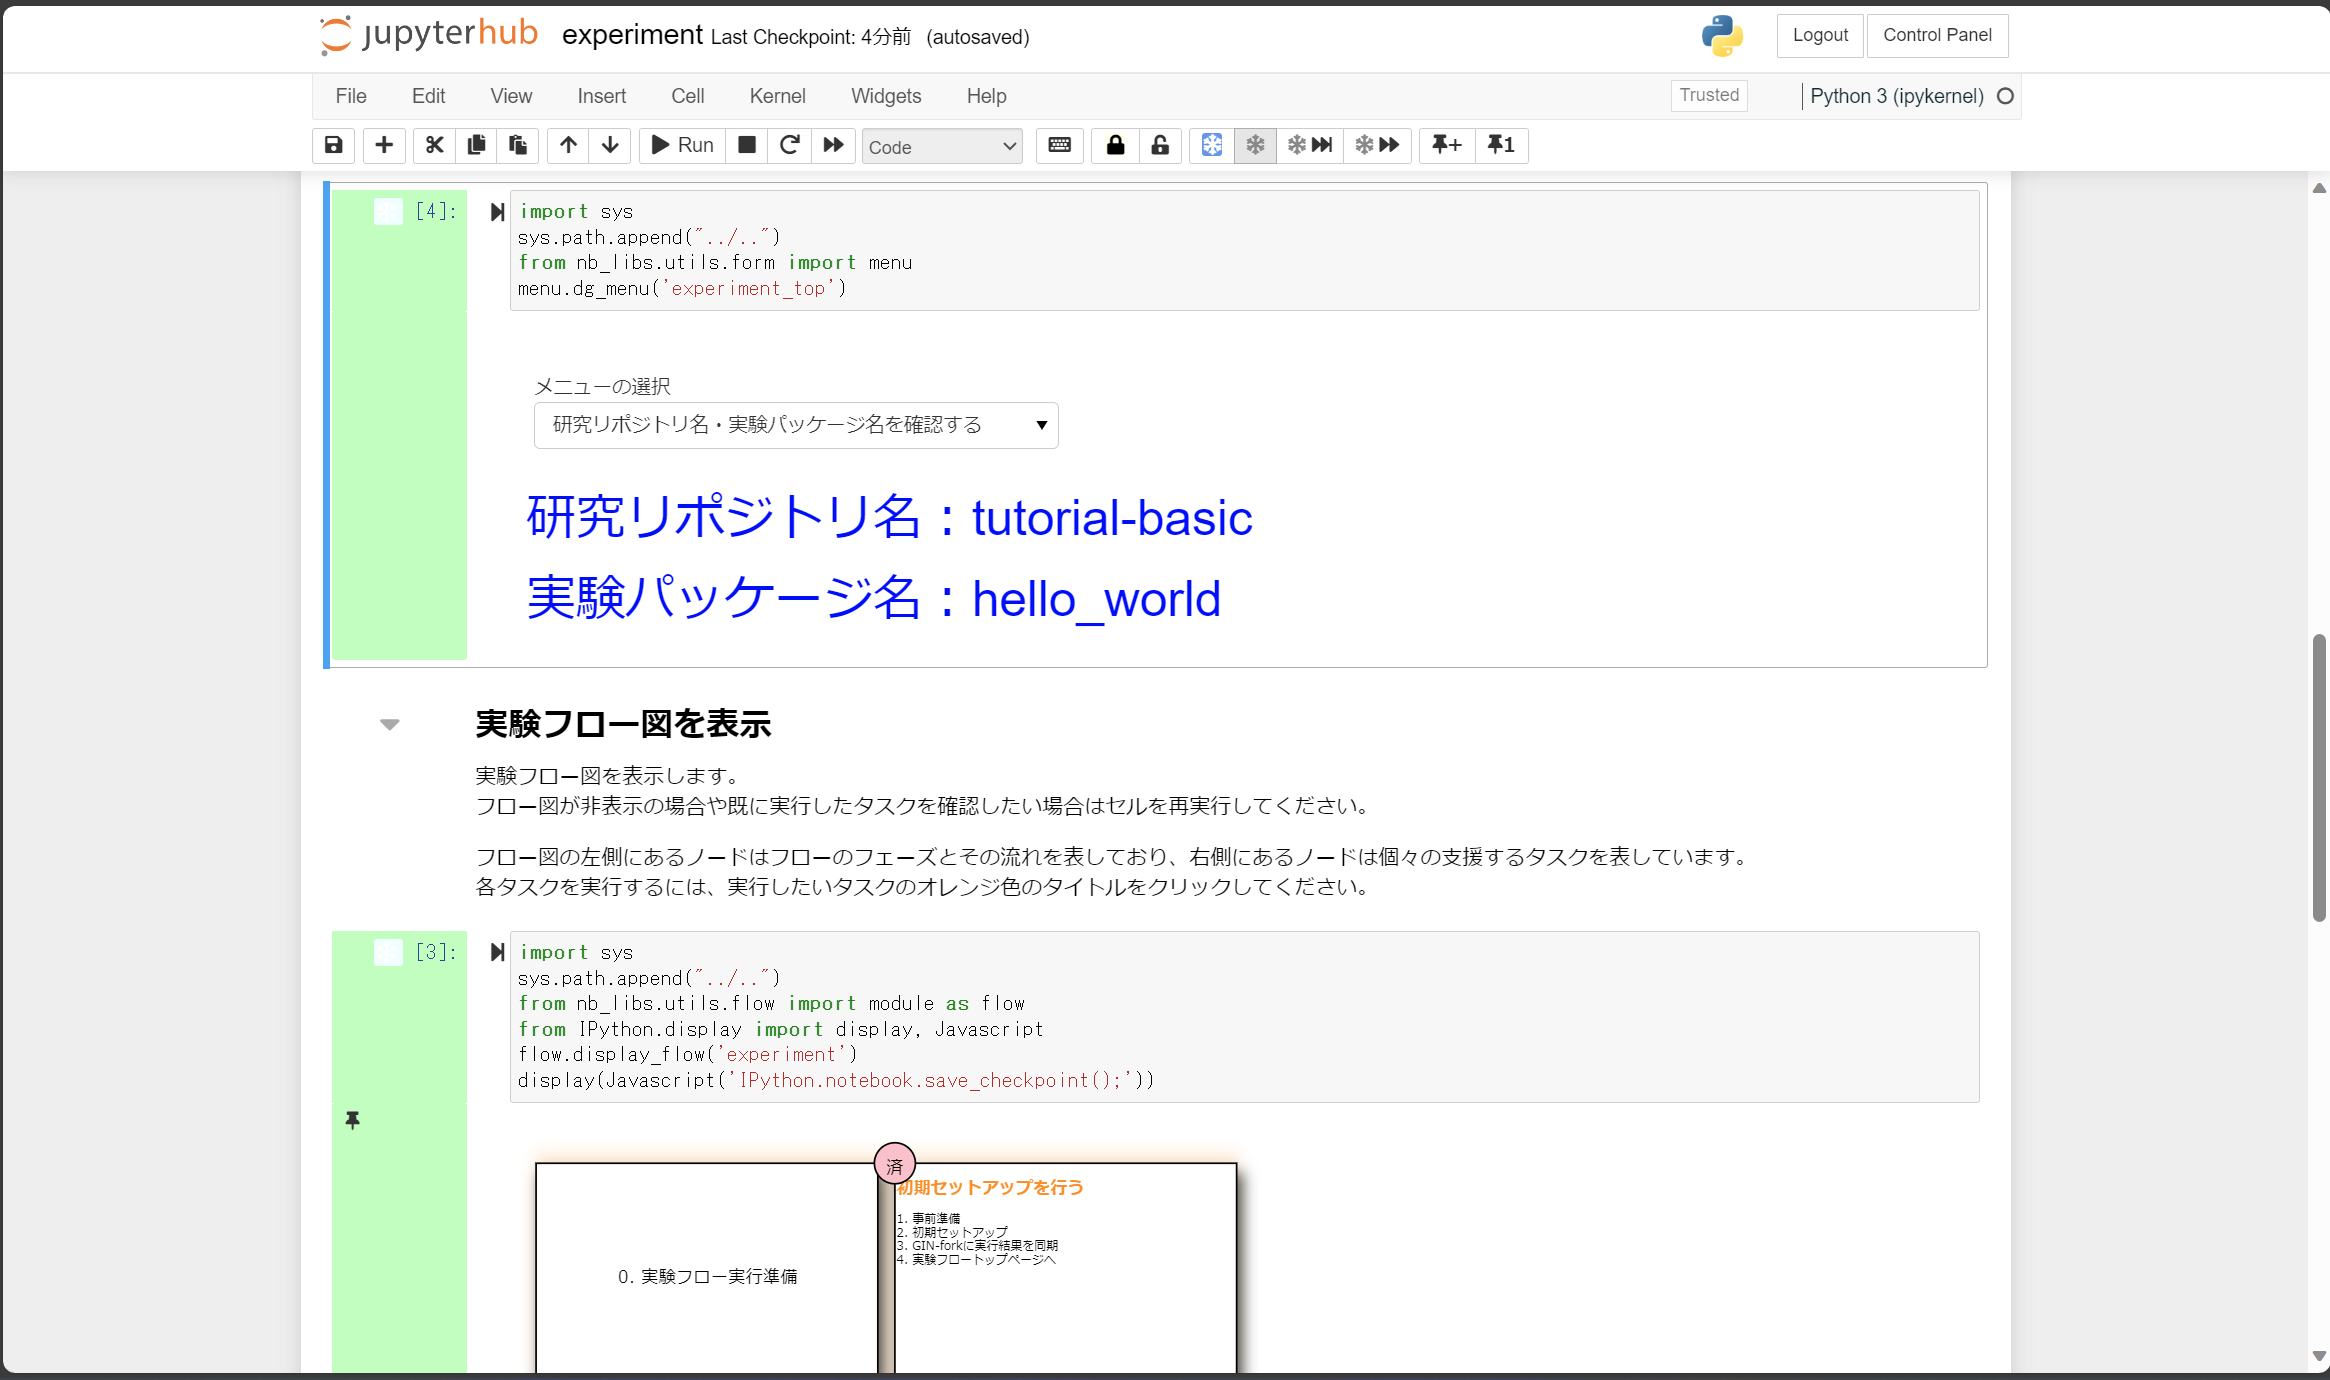 jupyterhub experiment Last Checkpoint: 4分前 (autosaved) Logout Control Panel
File Edit View Insert Cell Kernel Widgets Help Trusted Python 3 (ipykernel)
Run Code +  1
[4]: import sys
sys.path.append("../..")
from nb_libs.utils.form import menu
menu.dg_menu('experiment_top')
メニューの選択
研究リポジトリ名・実験パッケージ名を確認する
研究リポジトリ名：tutorial-basic
実験パッケージ名：hello_world
実験フロー図を表示
実験フロー図を表示します。
フロー図が非表示の場合や既に実行したタスクを確認したい場合はセルを再実行してください。
フロー図の左側にあるノードはフローのフェーズとその流れを表しており、右側にあるノードは個々の支援するタスクを表しています。
各タスクを実行するには、実行したいタスクのオレンジ色のタイトルをクリックしてください。
[3]: import sys
sys.path.append("../..")
from nb_libs.utils.flow import module as flow
from IPython.display import display, Javascript
flow.display_flow('experiment')
display(Javascript('IPython.notebook.save_checkpoint();'))
済
初期セットアップを行う
1. 事前準備
2. 初期セットアップ
3. GIN-forkに実行結果を同期
4. 実験フロートップページへ
0. 実験フロー実行準備